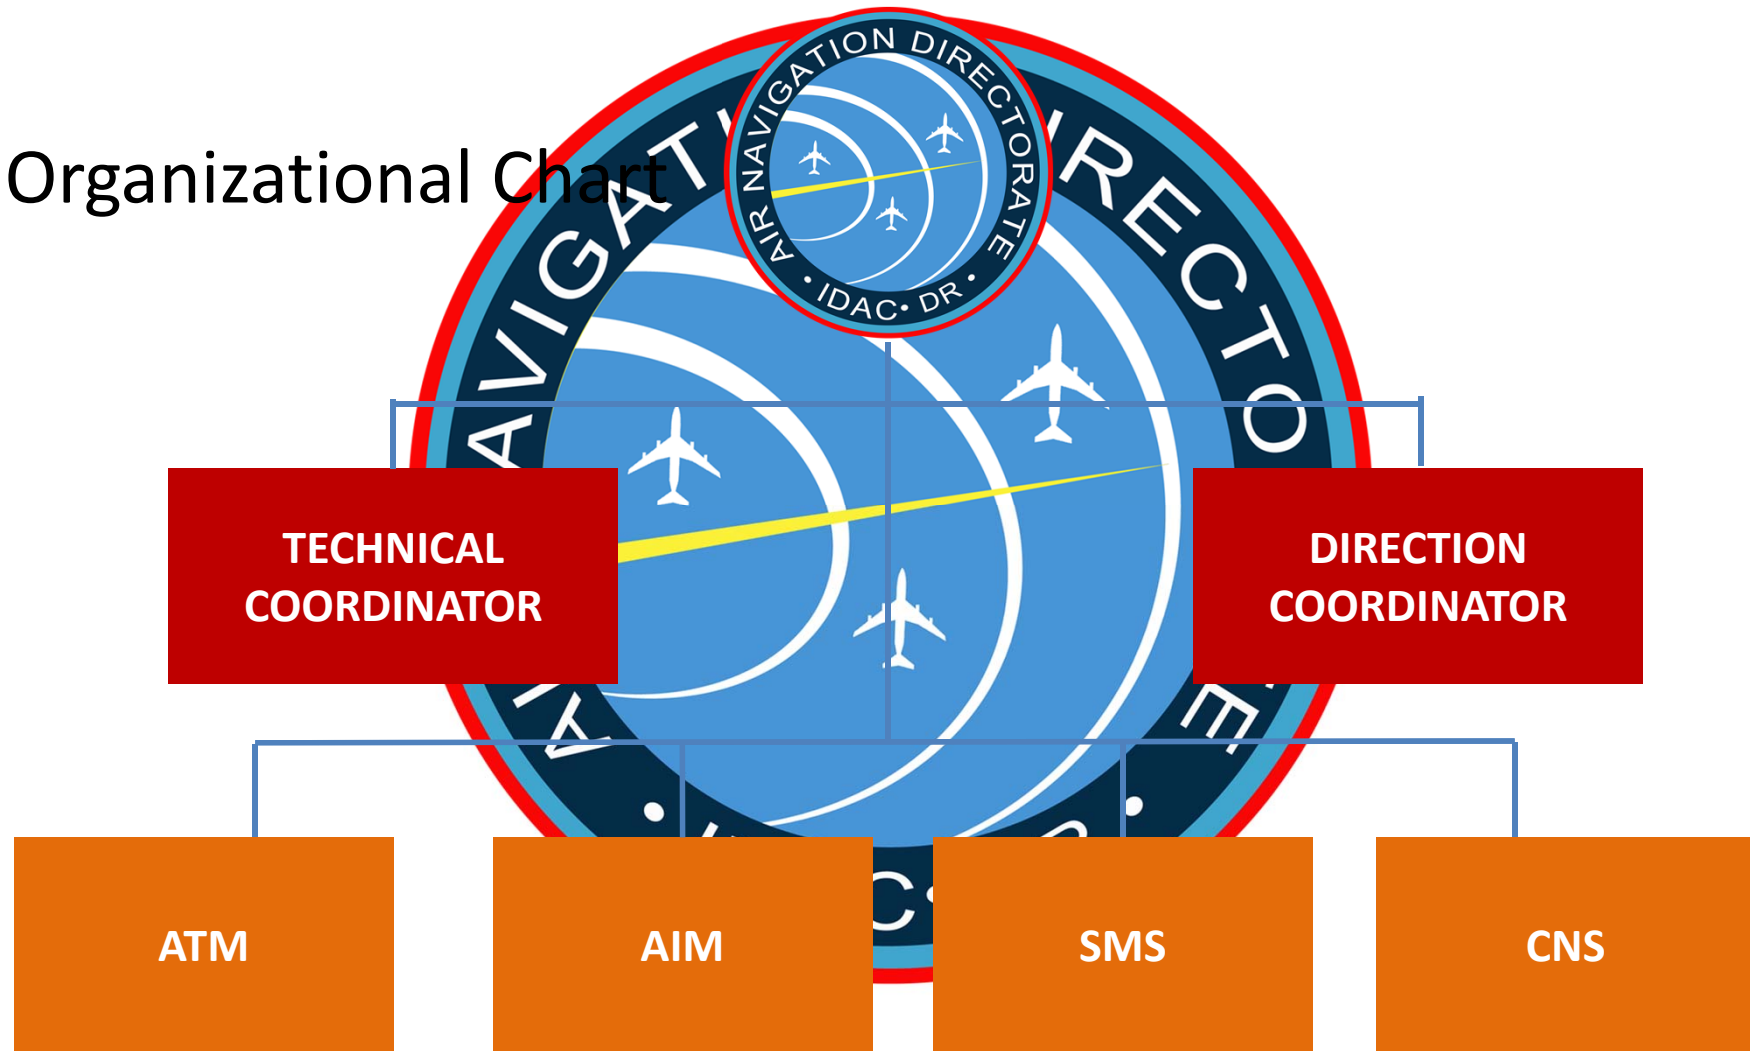 Organizational Chart
AIR NAVIGATION DIRECTORATE
• IDAC• DR •
TECHNICAL
COORDINATOR
DIRECTION
COORDINATOR
ATM
AIM
SMS
CNS